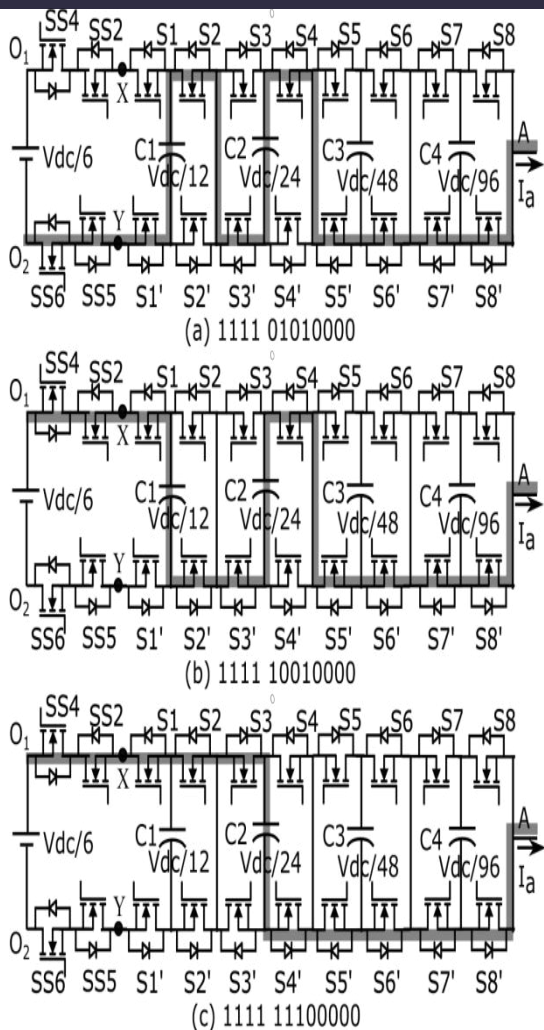 SS4
O1 SS2 S1 S2 S3 S4 S5 S6 S7 S8
X
Vdc/6 C1 C2 C3 C4 A
Vdc/12 Vdc/24 Vdc/48 Vdc/96 Ia
Y
O2
SS6 SS5 S1' S2' S3' S4' S5' S6' S7' S8'
(a) 1111 01010000
SS4
O1 SS2 S1 S2 S3 S4 S5 S6 S7 S8
X
Vdc/6 C1 C2 C3 C4 A
Vdc/12 Vdc/24 Vdc/48 Vdc/96 Ia
Y
O2
SS6 SS5 S1' S2' S3' S4' S5' S6' S7' S8'
(b) 1111 10010000
SS4
O1 SS2 S1 S2 S3 S4 S5 S6 S7 S8
X
Vdc/6 C1 C2 C3 C4 A
Vdc/12 Vdc/24 Vdc/48 Vdc/96 Ia
Y
O2
SS6 SS5 S1' S2' S3' S4' S5' S6' S7' S8'
(c) 1111 11100000